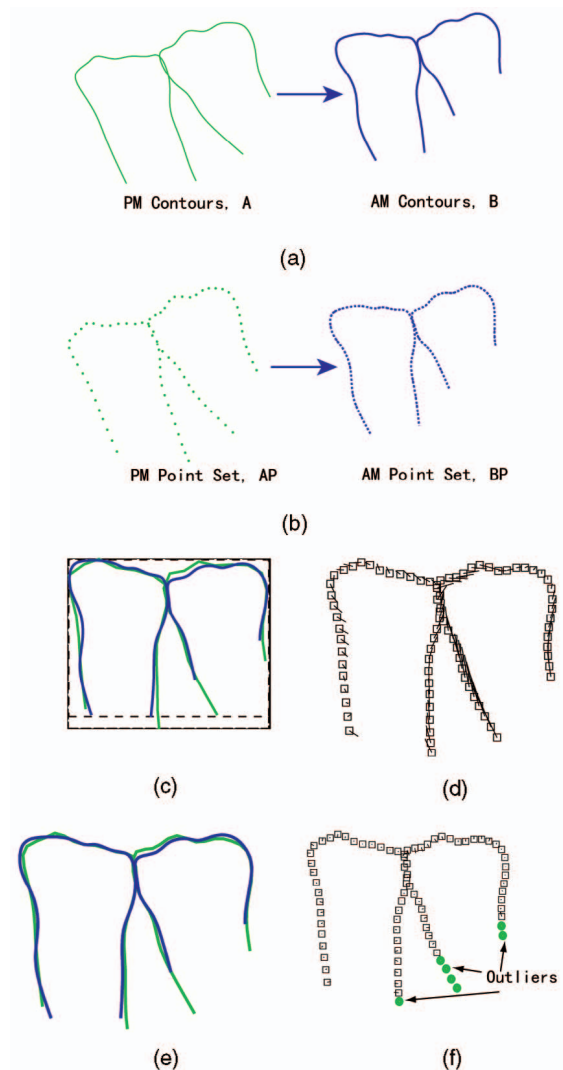 PM Contours, A
AM Contours, B
(a)
PM Point Set, AP
AM Point Set, BP
(b)
(c)
(d)
Outliers
(e)
(f)